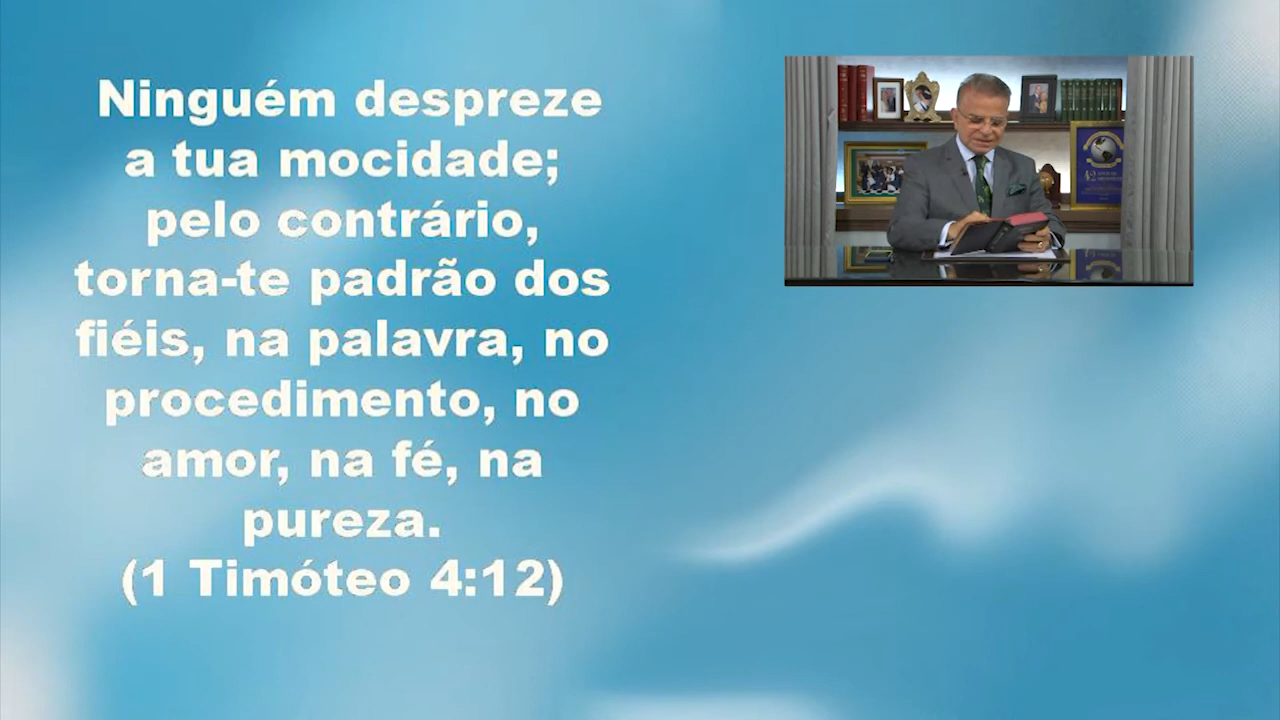 Ninguém despreze
a tua mocidade;
pelo contrário,
torna-te padrão dos
fiéis, na palavra, no
procedimento, no
amor, na fé, na
pureza.
(1 Timóteo 4:12)
42